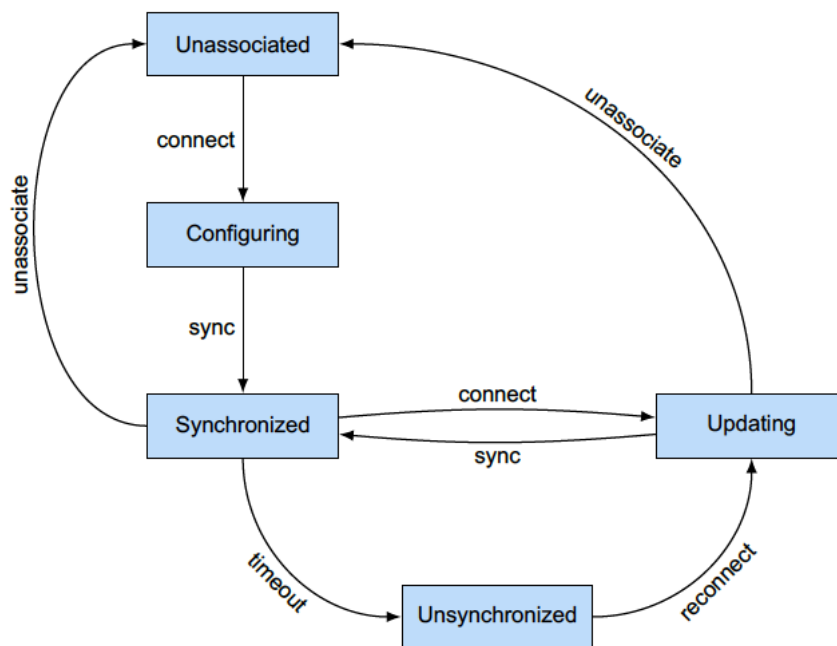 Unassociated
connect
unassociate
unassociate
Configuring
sync
Synchronized
connect
sync
Updating
timeout
Unsynchronized
reconnect